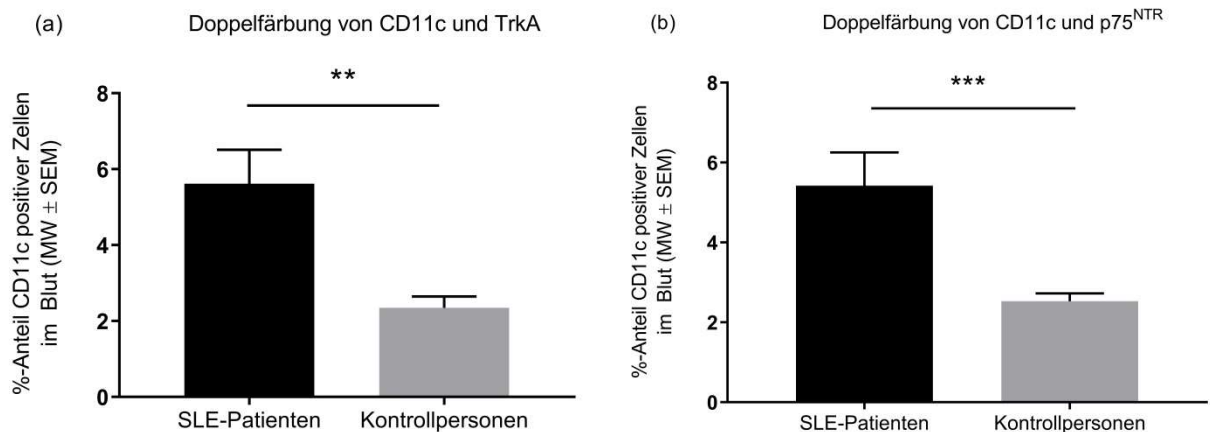 (a)
Doppelfärbung von CD11c und TrkA
**
8
6
4
2
0
%-Anteil CD11c positiver Zellen
im Blut (MW ± SEM)
SLE-Patienten
Kontrollpersonen
(b)
Doppelfärbung von CD11c und p75NTR
***
8
6
4
2
0
%-Anteil CD11c positiver Zellen
im Blut (MW ± SEM)
SLE-Patienten
Kontrollpersonen